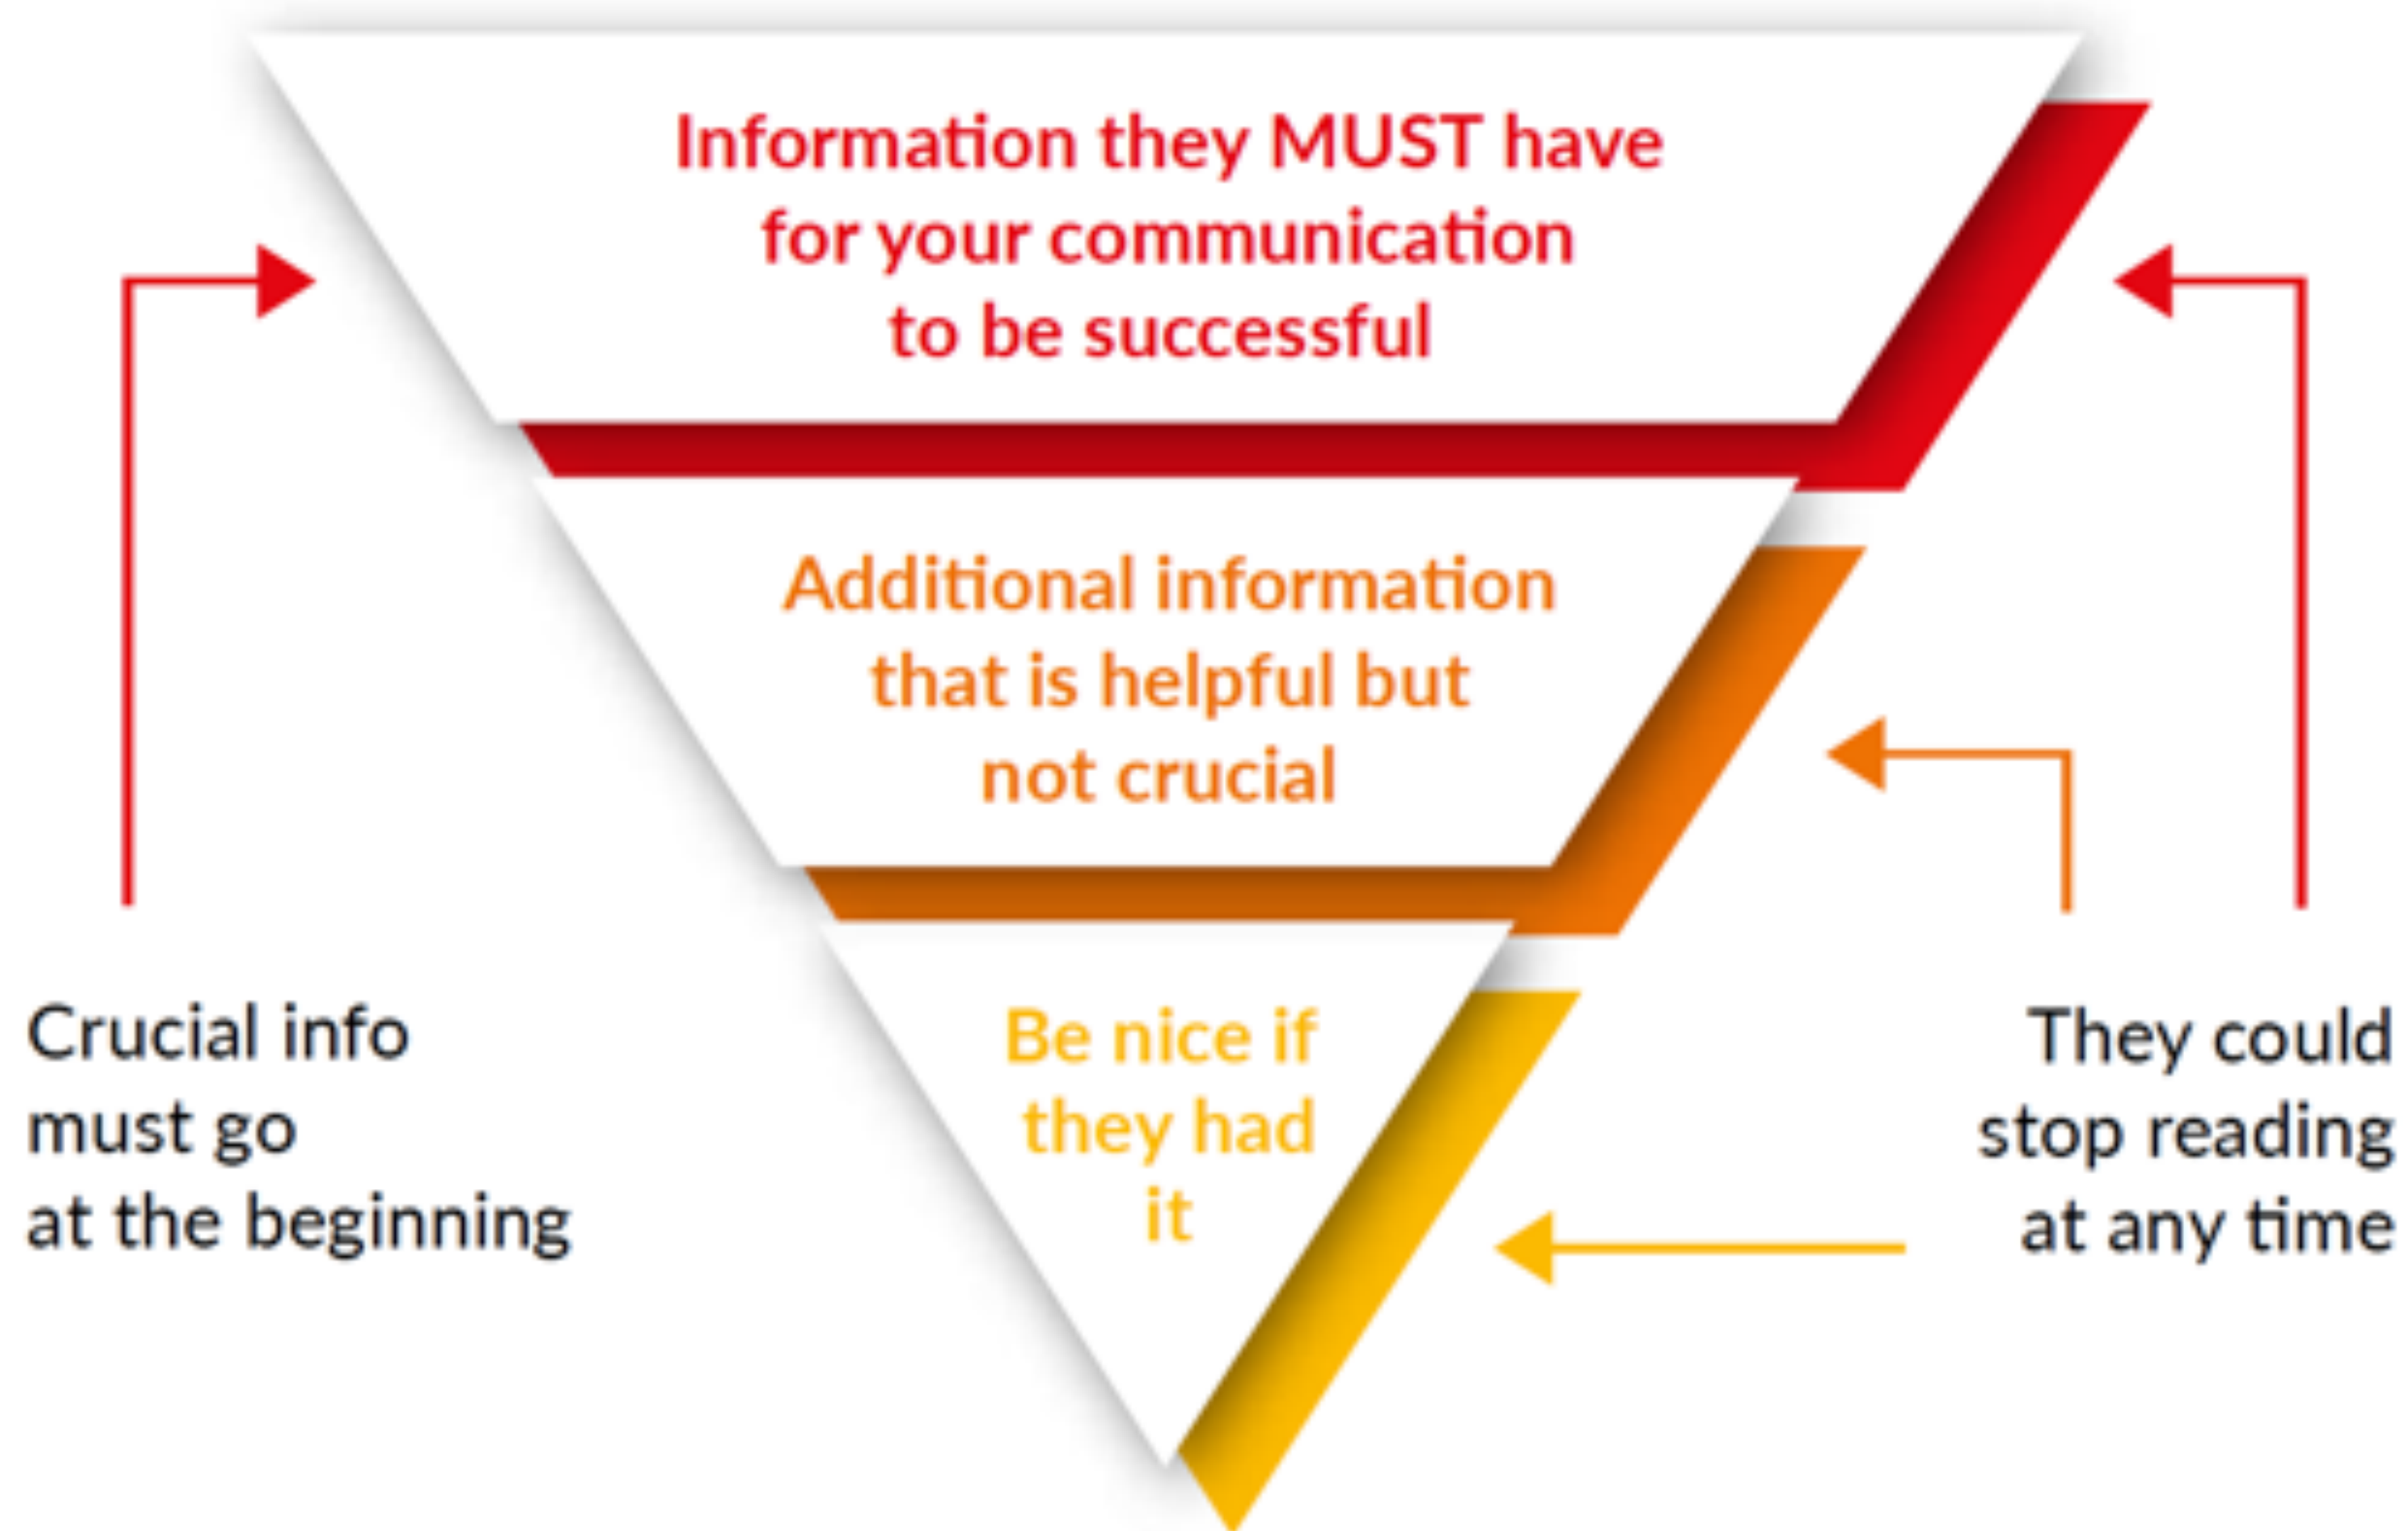 Information they MUST have
for your communication
to be successful
Additional information
that is helpful but
not crucial
Be nice if
they had
it
Crucial info
must go
at the beginning
They could
stop reading
at any time